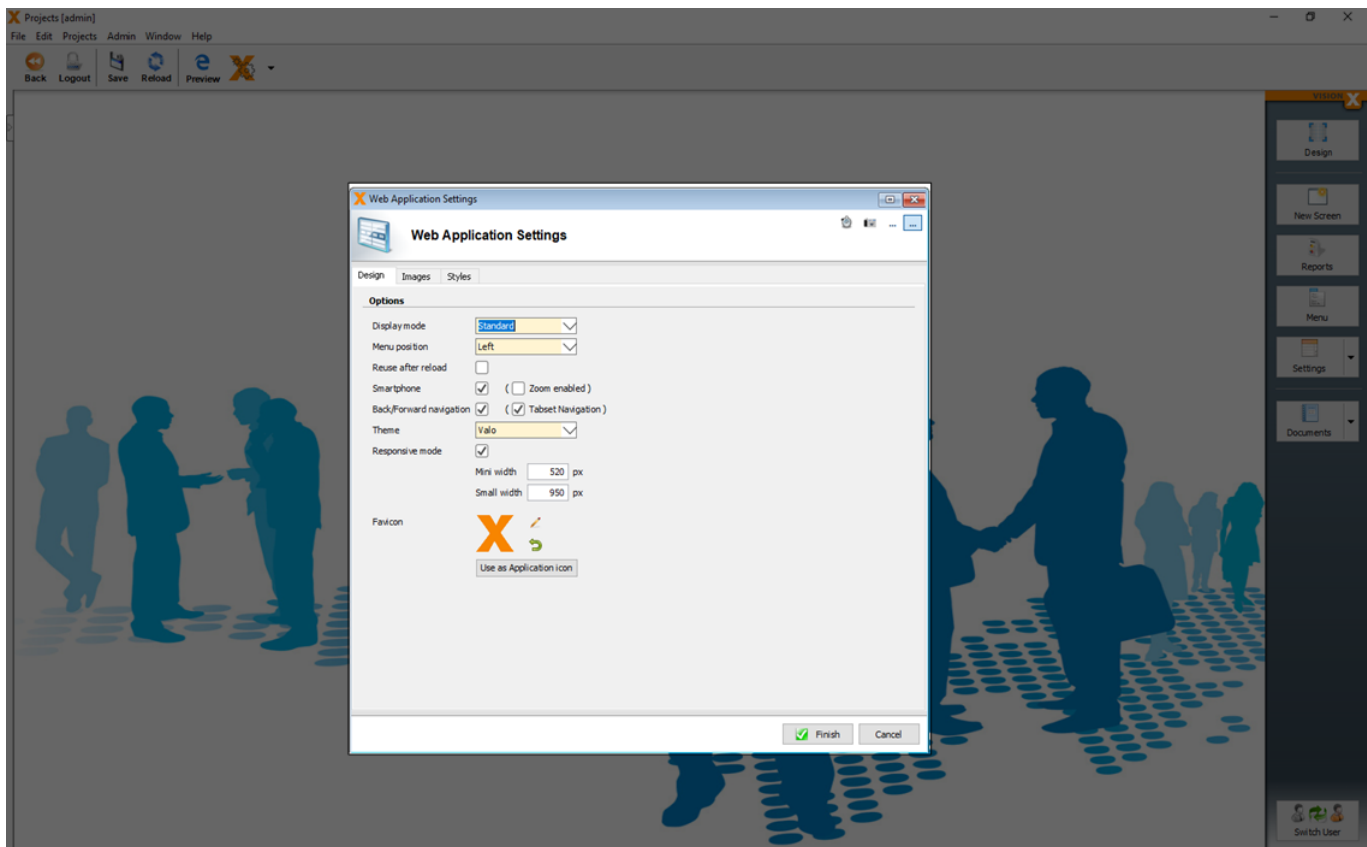 Projects [admin]
File Edit Projects Admin Window Help
Back Logout Save Reload Preview
VISION X
Design
New Screen
Reports
Menu
Settings
Documents
Switch User
Web Application Settings
Web Application Settings
... ...
Design Images Styles
Options
Display mode Standard
Menu position Left
Reuse after reload
Smartphone ( Zoom enabled )
Back/Forward navigation ( Tabset Navigation )
Theme Valo
Responsive mode
Mini width 520 px
Small width 950 px
Favicon
Use as Application icon
Finish Cancel